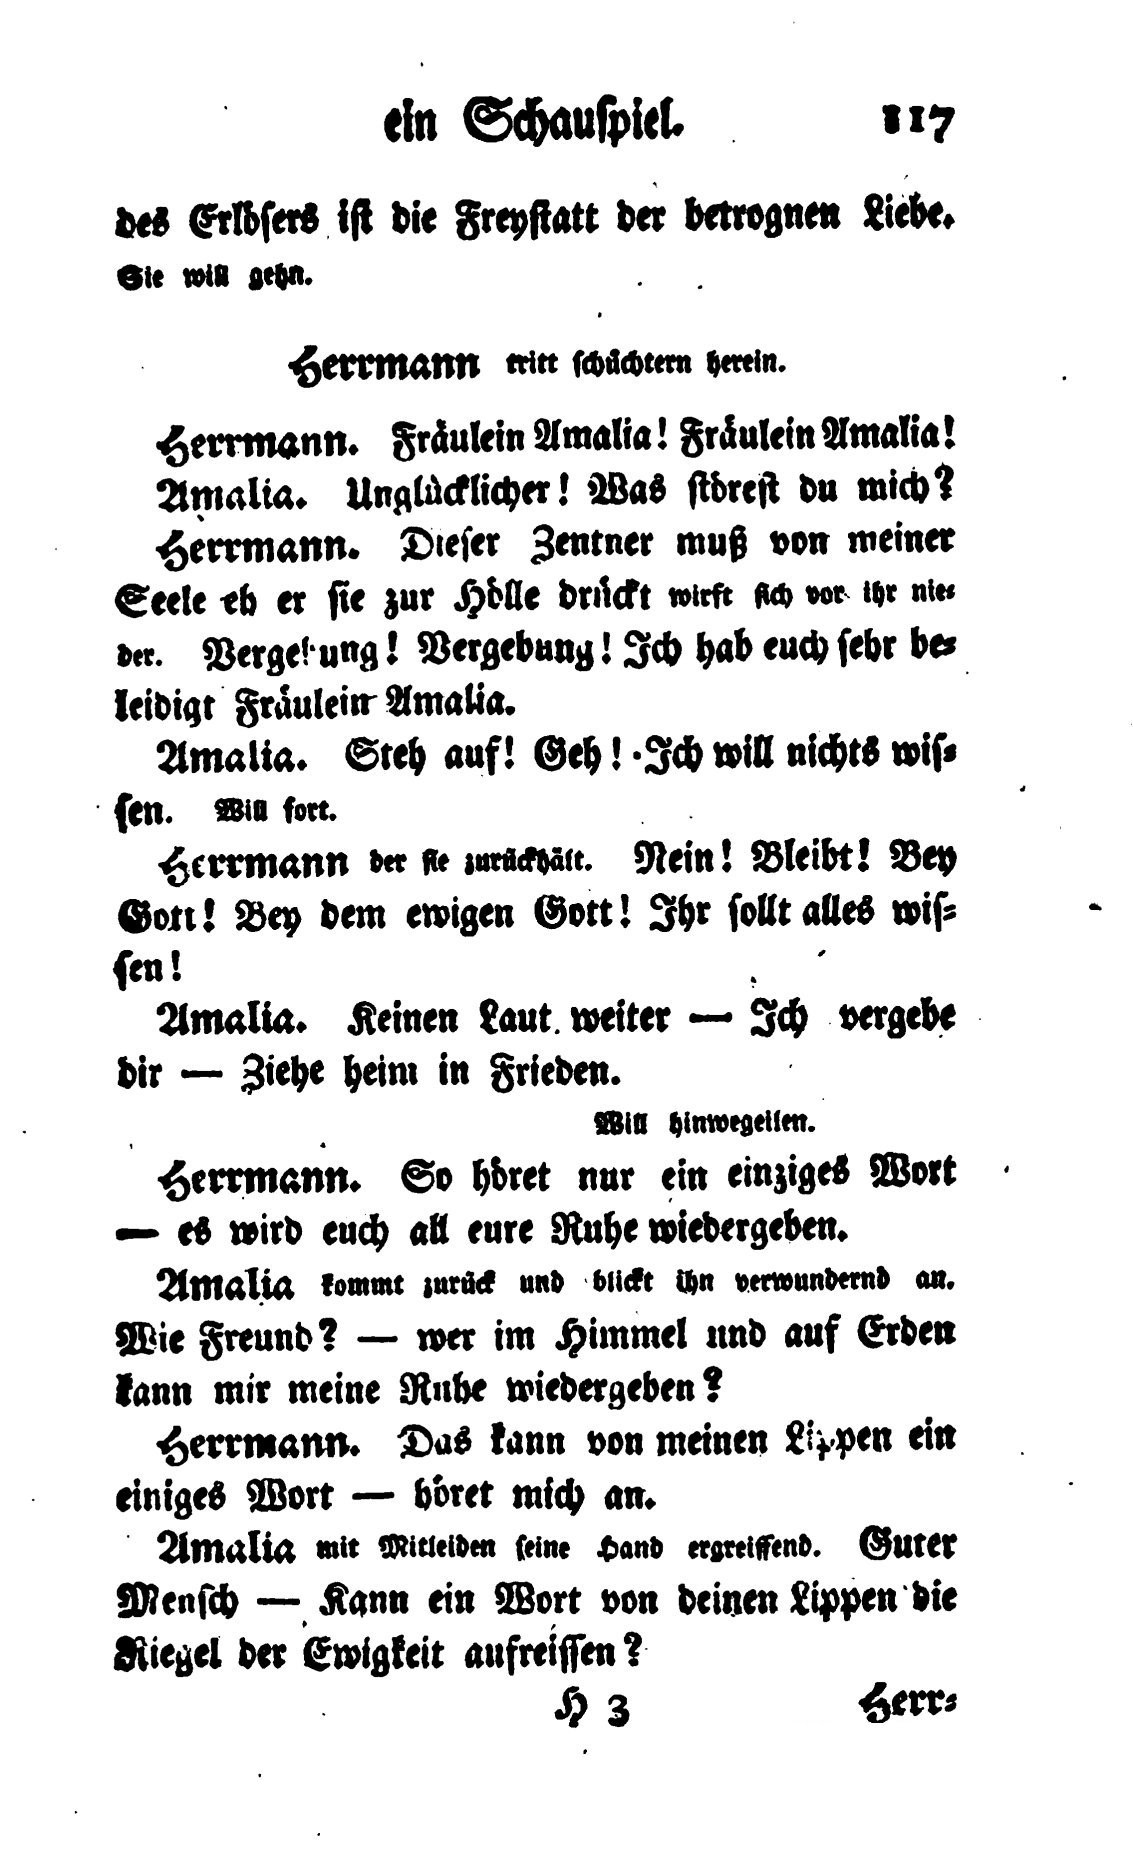 ein Schauspiel. 117
des Erlösers ist die Freystatt der betrognen Liebe.
Sie will gehn.
Herrmann tritt schüchtern herein.
Herrmann. Fräulein Amalia! Fräulein Amalia!
Amalia. Unglücklicher! Was störest du mich?
Herrmann. Dieser Zentner muß von meiner
Seele eh er sie zur Hölle drückt wirft sich vor ihr nie-
der. Vergebung! Vergebung! Ich hab euch sehr be-
leidigt Fräulein Amalia.
Amalia. Steh auf! Geh! Ich will nichts wis-
sen. Will fort.
Herrmann der sie zurückhält. Nein! Bleibt! Bey
Gott! Bey dem ewigen Gott! Ihr sollt alles wis-
sen!
Amalia. Keinen Laut weiter — Ich vergebe
dir — Ziehe heim in Frieden.
Will hinwegeilen.
Herrmann. So höret nur ein einziges Wort
— es wird euch all eure Ruhe wiedergeben.
Amalia kommt zurück und blickt ihn verwundernd an.
Wie Freund? — wer im Himmel und auf Erden
kann mir meine Ruhe wiedergeben?
Herrmann. Das kann von meinen Lippen ein
einiges Wort — höret mich an.
Amalia mit Mitleiden seine Hand ergreiffend. Guter
Mensch — Kann ein Wort von deinen Lippen die
Riegel der Ewigkeit aufreissen?
H 3 Herr-